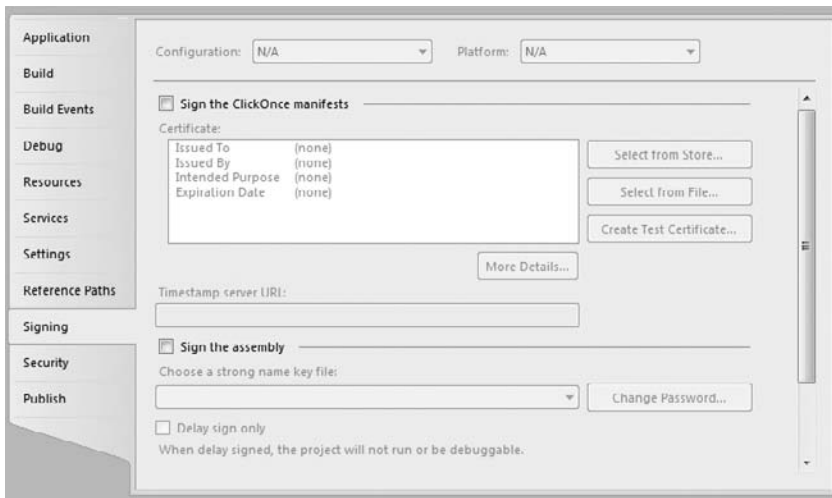 Application
Configuration: N/A Platform: N/A
Build
Build Events
Debug
Resources
Services
Settings
Reference Paths
Signing
Security
Publish
Sign the ClickOnce manifests
Certificate:
Issued To (none)
Issued By (none)
Intended Purpose (none)
Expiration Date (none)
Select from Store...
Select from File...
Create Test Certificate...
More Details...
Timestamp server URL:
Sign the assembly
Choose a strong name key file:
Change Password...
Delay sign only
When delay signed, the project will not run or be debuggable.